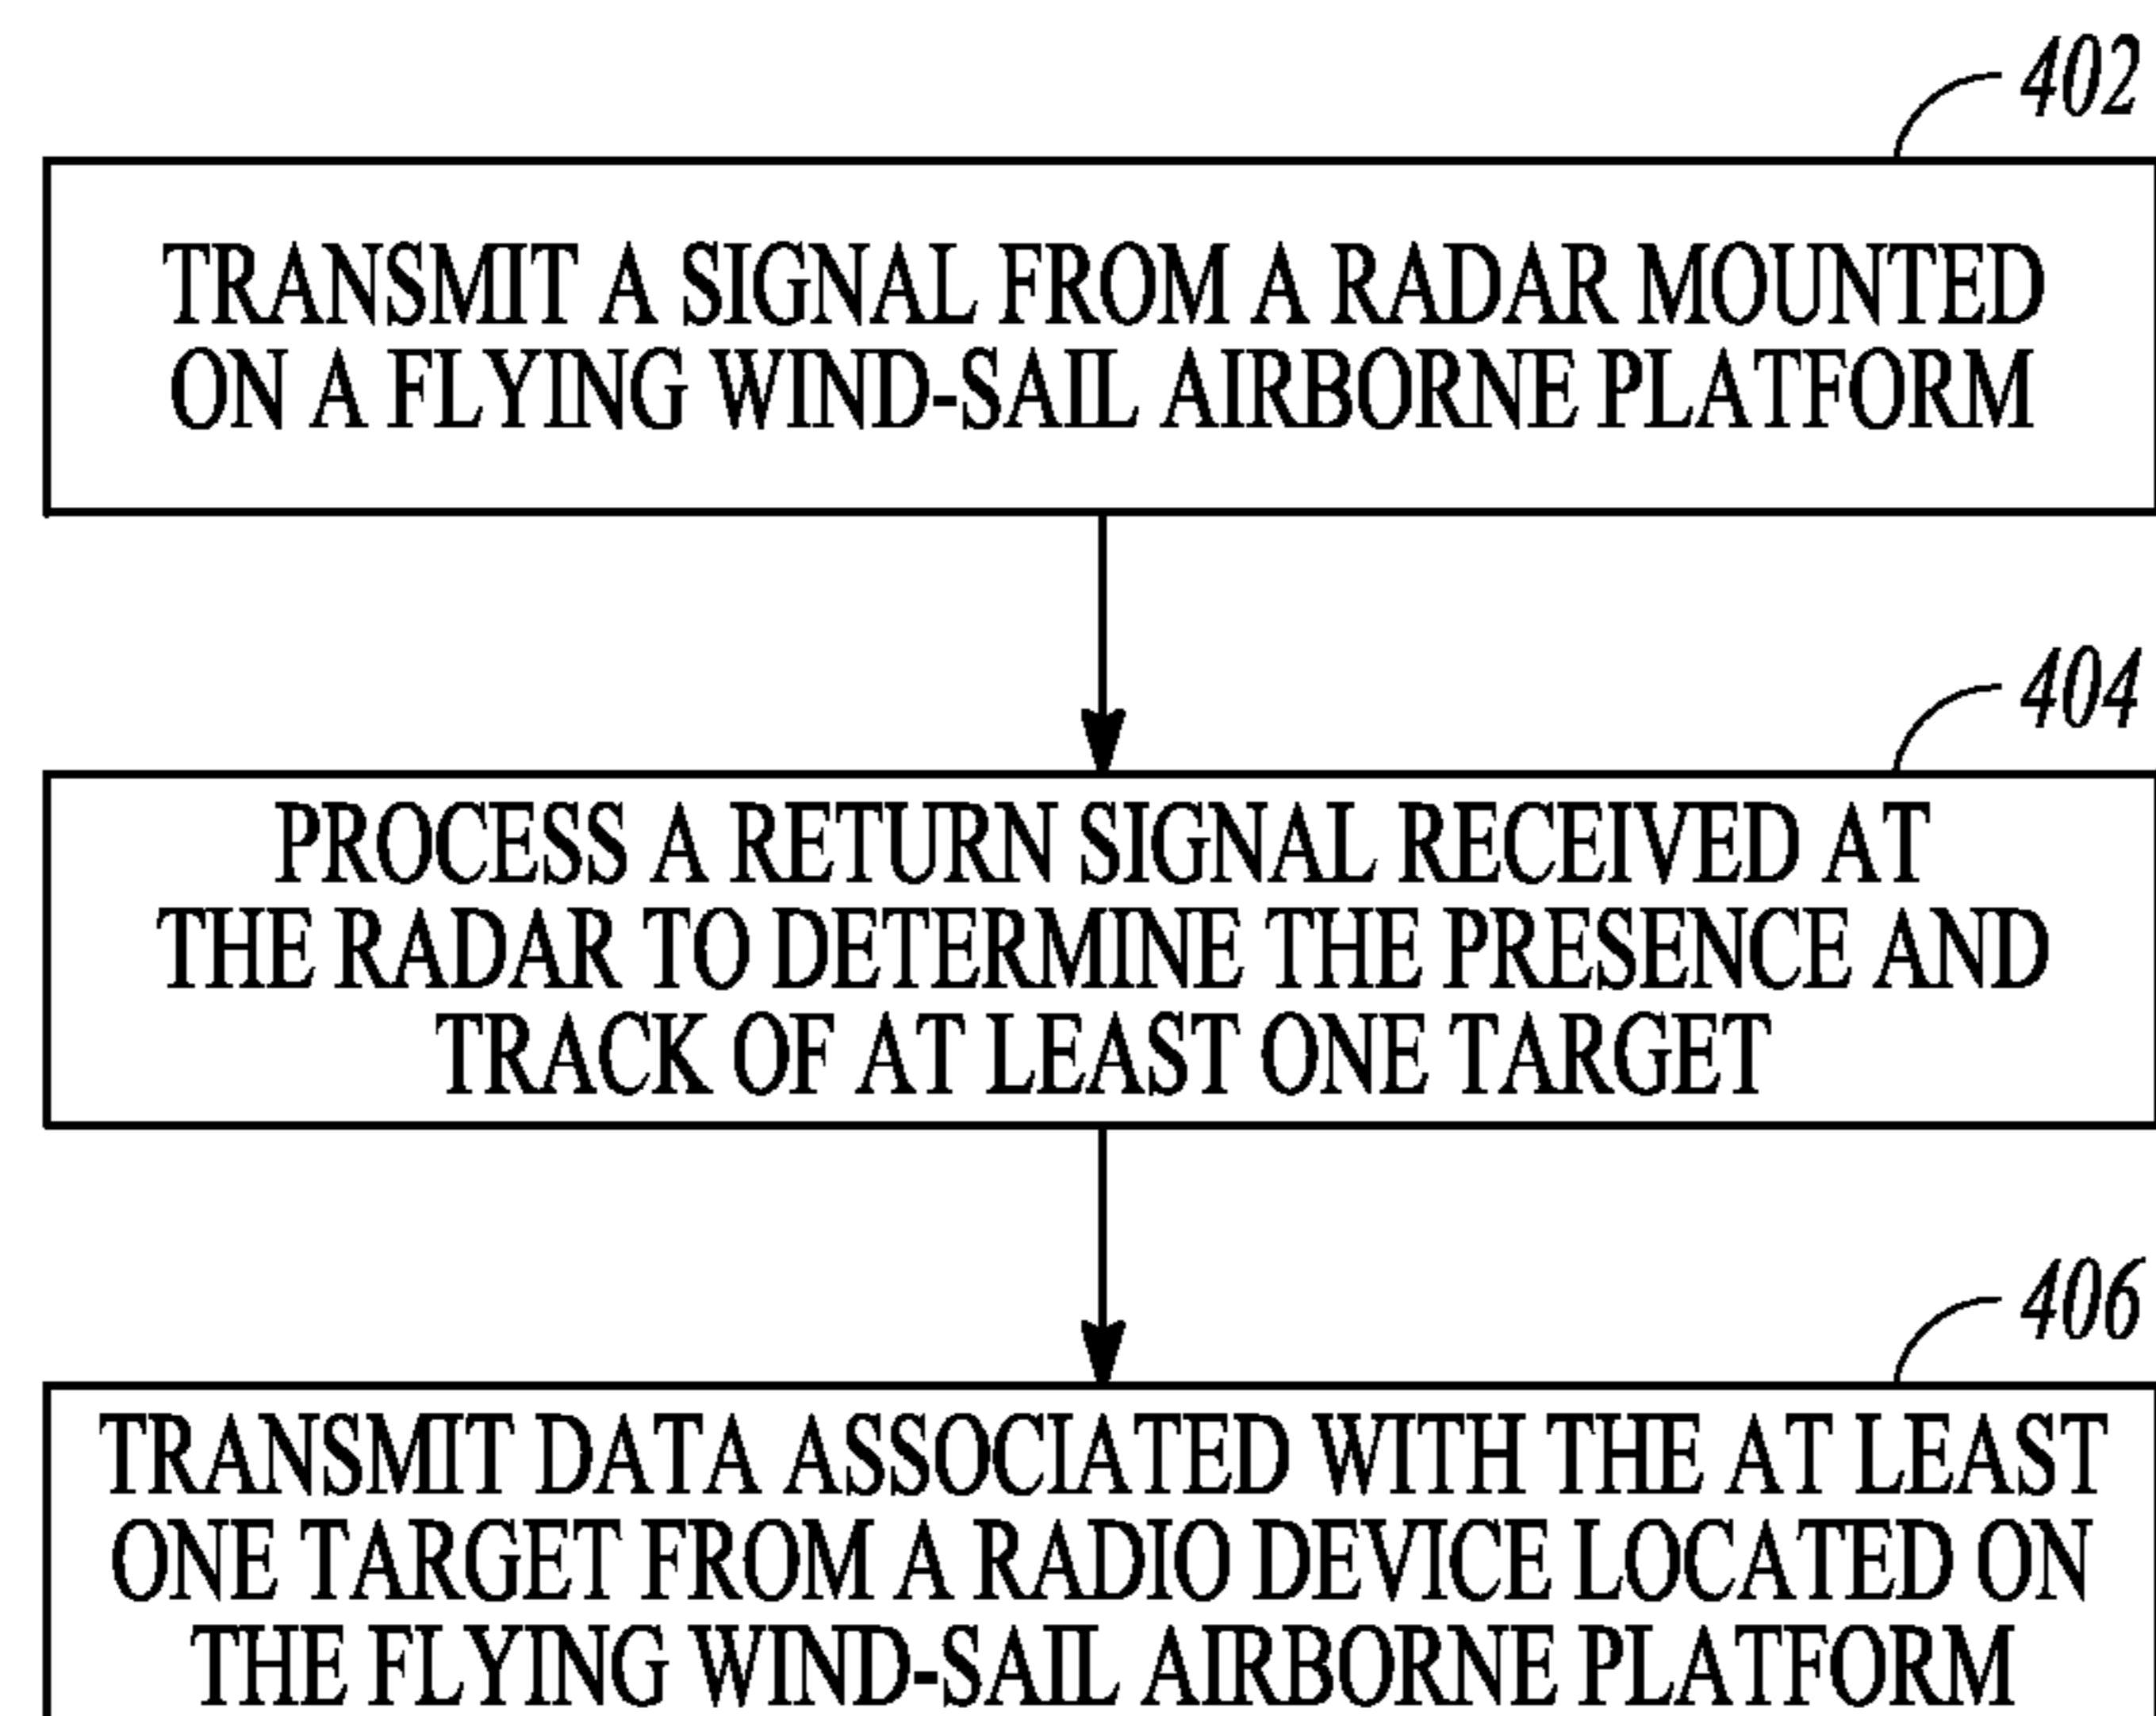 402
TRANSMIT A SIGNAL FROM A RADAR MOUNTED
ON A FLYING WIND-SAIL AIRBORNE PLATFORM
404
PROCESS A RETURN SIGNAL RECEIVED AT
THE RADAR TO DETERMINE THE PRESENCE AND
TRACK OF AT LEAST ONE TARGET
406
TRANSMIT DATA ASSOCIATED WITH THE AT LEAST
ONE TARGET FROM A RADIO DEVICE LOCATED ON
THE FLYING WIND-SAIL AIRBORNE PLATFORM